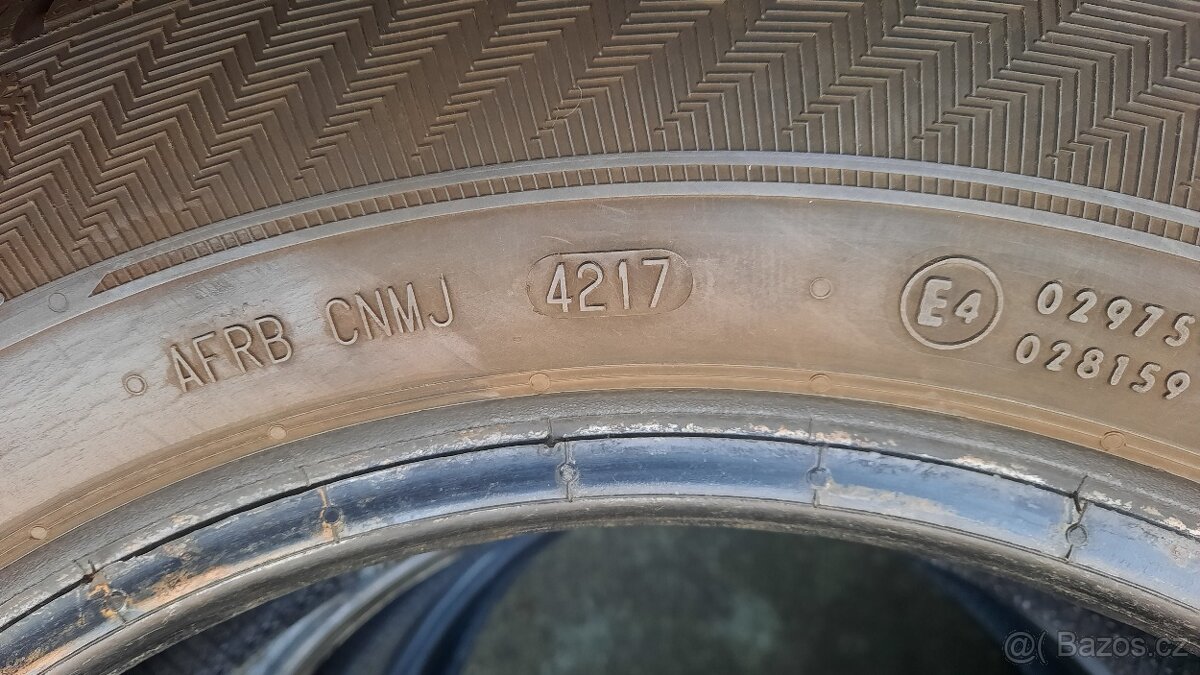 AFRB CNMJ 4217 E4 02975
028159
@( Bazos.cz